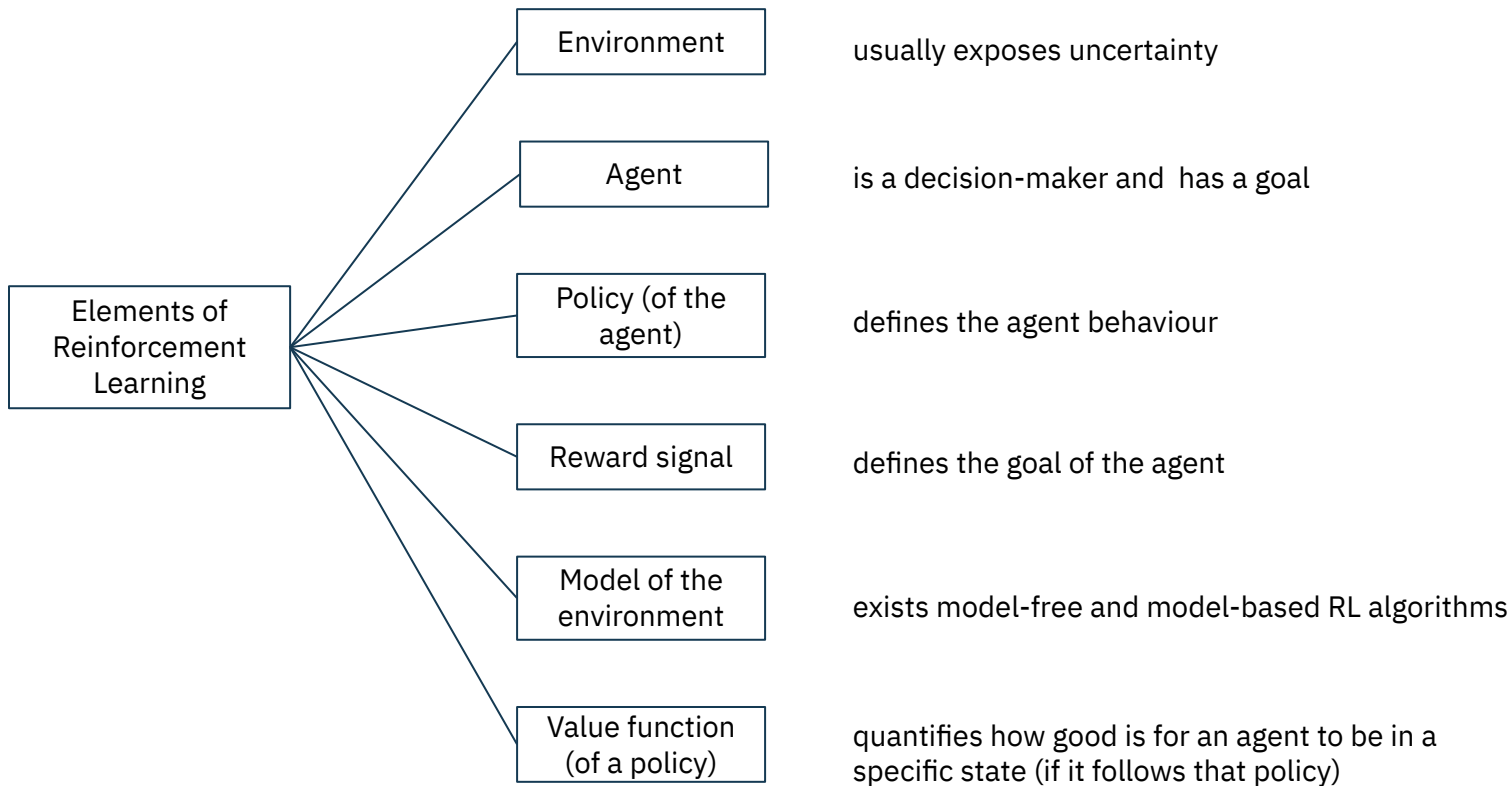 Environment
usually exposes uncertainty
Agent
is a decision-maker and  has a goal
Elements of
Reinforcement
Learning
Policy (of the
agent)
defines the agent behaviour
Reward signal
defines the goal of the agent
Model of the
environment
exists model-free and model-based RL algorithms
Value function
(of a policy)
quantifies how good is for an agent to be in a
specific state (if it follows that policy)